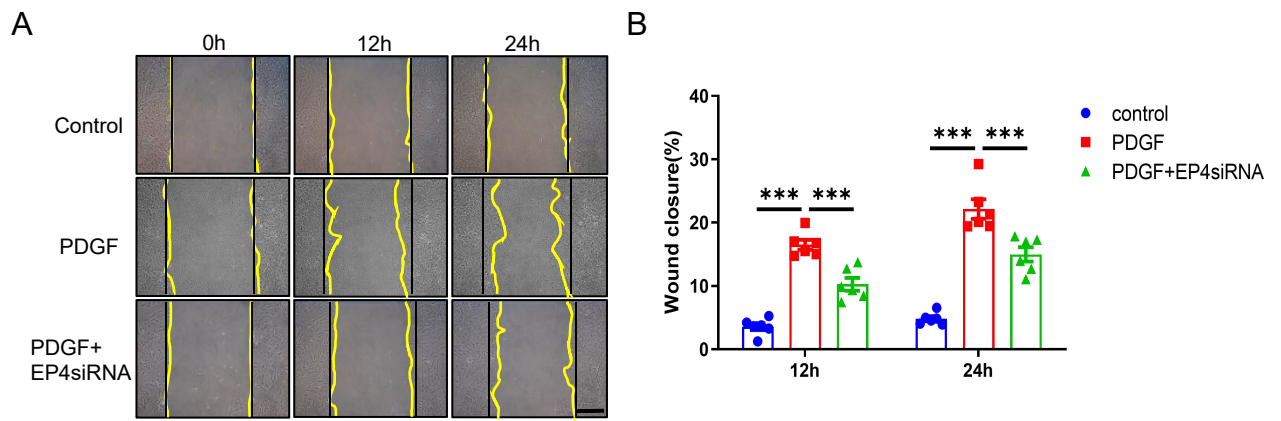 A
0h 12h 24h
Control
PDGF
PDGF+
EP4siRNA
B
Wound closure(%)
40
30
20
10
0
*** *** *** ***
12h 24h
control
PDGF
PDGF+EP4siRNA